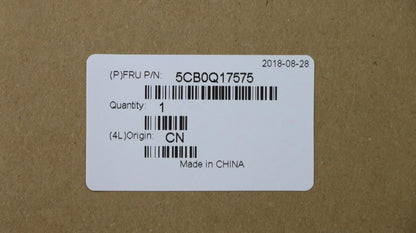 2018-08-28
(P)FRU P/N: 5CB0Q17575
Quantity: 1
(4L)Origin: CN
Made in CHINA